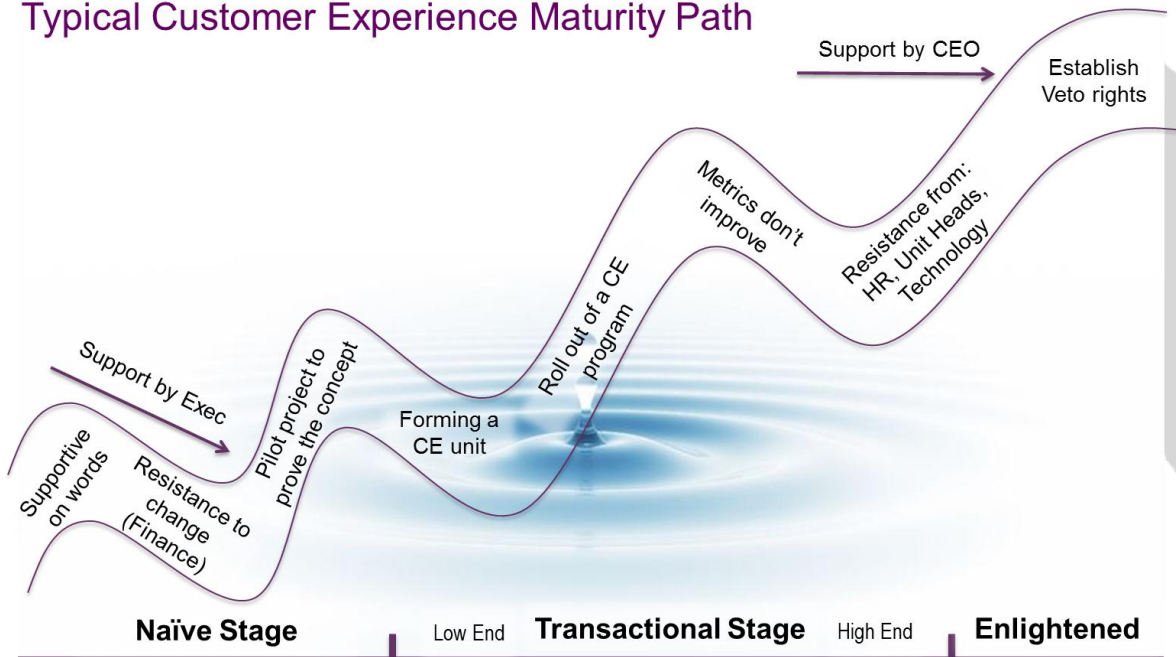 Typical Customer Experience Maturity Path
Support by CEO
Establish
Veto rights
Metrics don't
improve
Resistance from:
HR, Unit Heads,
Technology
Roll out of a CE
program
Support by Exec
Pilot project to
prove the concept
Forming a
CE unit
Supportive
on words
Resistance to
change
(Finance)
Naïve Stage
Low End
Transactional Stage
High End
Enlightened